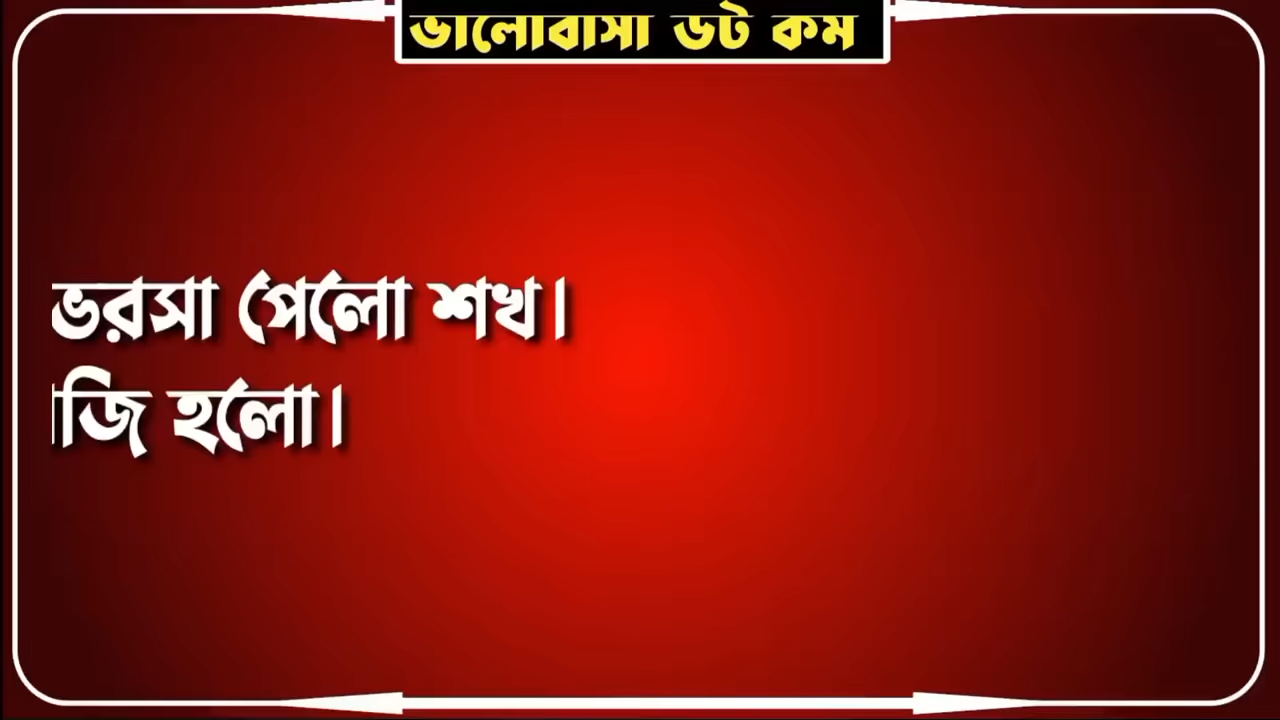 ভালোবাসা ডট কম
ভরসা পেলো শখ।
হলো।